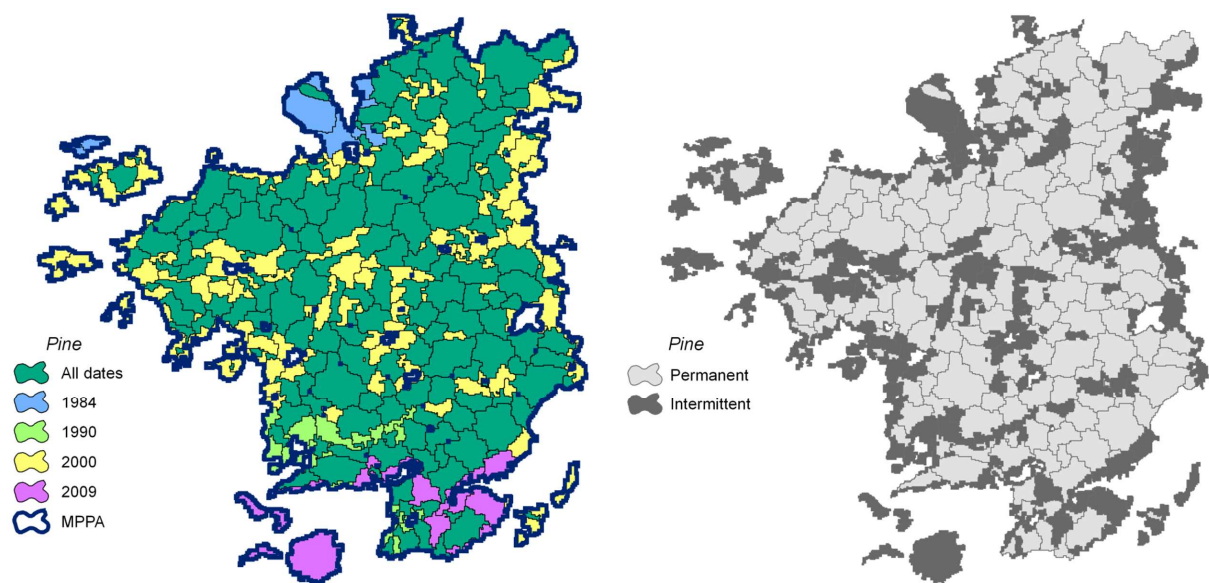 Pine
All dates
1984
1990
2000
2009
MPPA
Pine
Permanent
Intermittent